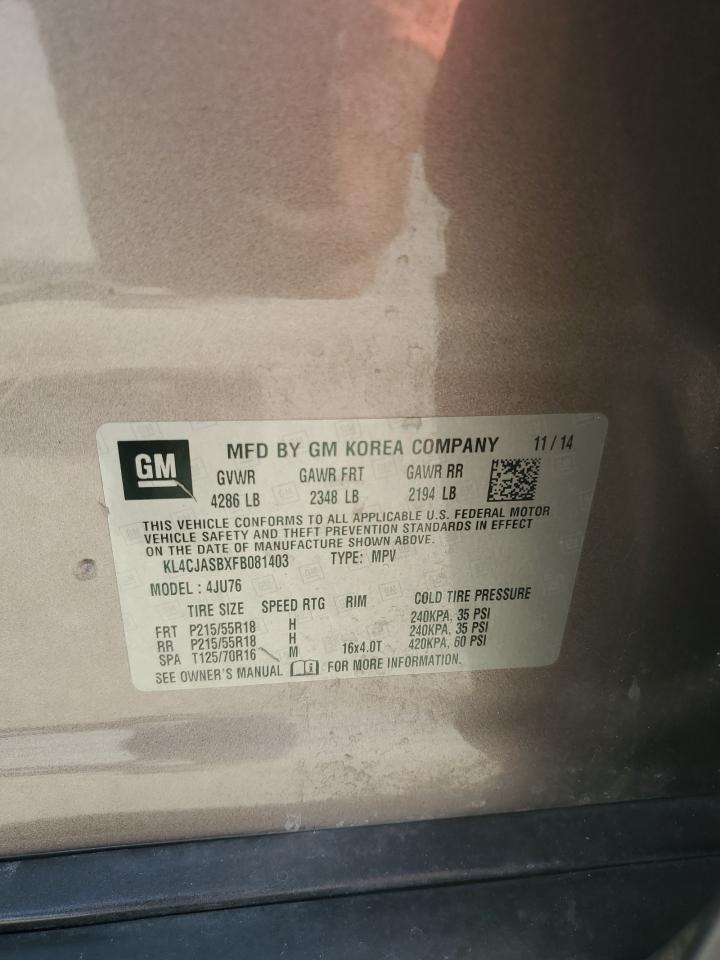 GM
MFD BY GM KOREA COMPANY 11 / 14
GVWR GAWR FRT GAWR RR
4286 LB 2348 LB 2194 LB
THIS VEHICLE CONFORMS TO ALL APPLICABLE U.S. FEDERAL MOTOR
VEHICLE SAFETY AND THEFT PREVENTION STANDARDS IN EFFECT
ON THE DATE OF MANUFACTURE SHOWN ABOVE.
KL4CJASBXFB081403 TYPE: MPV
MODEL : 4JU76
TIRE SIZE SPEED RTG RIM COLD TIRE PRESSURE
FRT P215/55R18 H 240KPA, 35 PSI
RR P215/55R18 H 240KPA, 35 PSI
SPA T125/70R16 M 16x4.0T 420KPA, 60 PSI
SEE OWNER'S MANUAL FOR MORE INFORMATION.